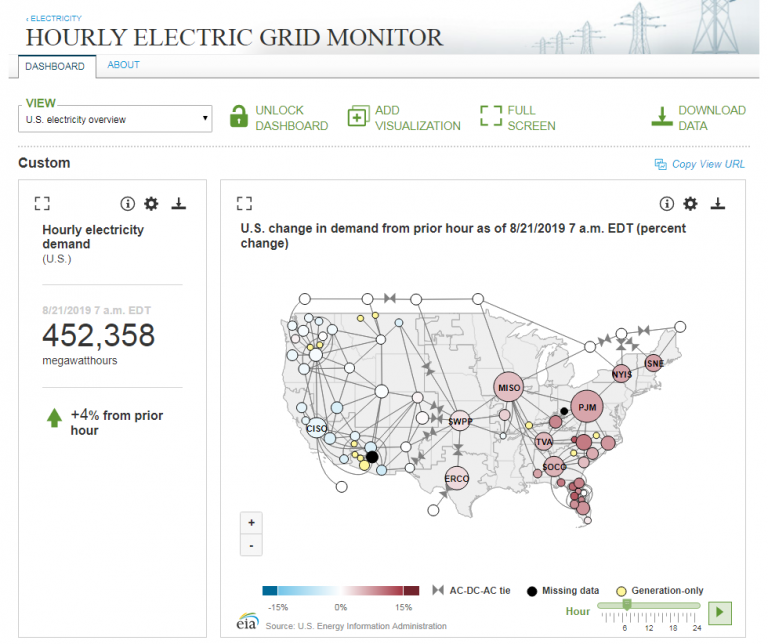 ‹ ELECTRICITY
HOURLY ELECTRIC GRID MONITOR
DASHBOARD
ABOUT
VIEW
U.S. electricity overview
UNLOCK
DASHBOARD
ADD
VISUALIZATION
FULL
SCREEN
DOWNLOAD
DATA
Custom
Copy View URL
Hourly electricity
demand
(U.S.)
8/21/2019 7 a.m. EDT
452,358
megawatthours
+4% from prior
hour
U.S. change in demand from prior hour as of 8/21/2019 7 a.m. EDT (percent
change)
ISNE
NYIS
MISO
PJM
SWPP
CISO
TVA
SOCO
ERCO
+
-
-15%
0%
15%
AC-DC-AC tie
Missing data
Generation-only
eia
Source: U.S. Energy Information Administration
Hour
6 12 18 24